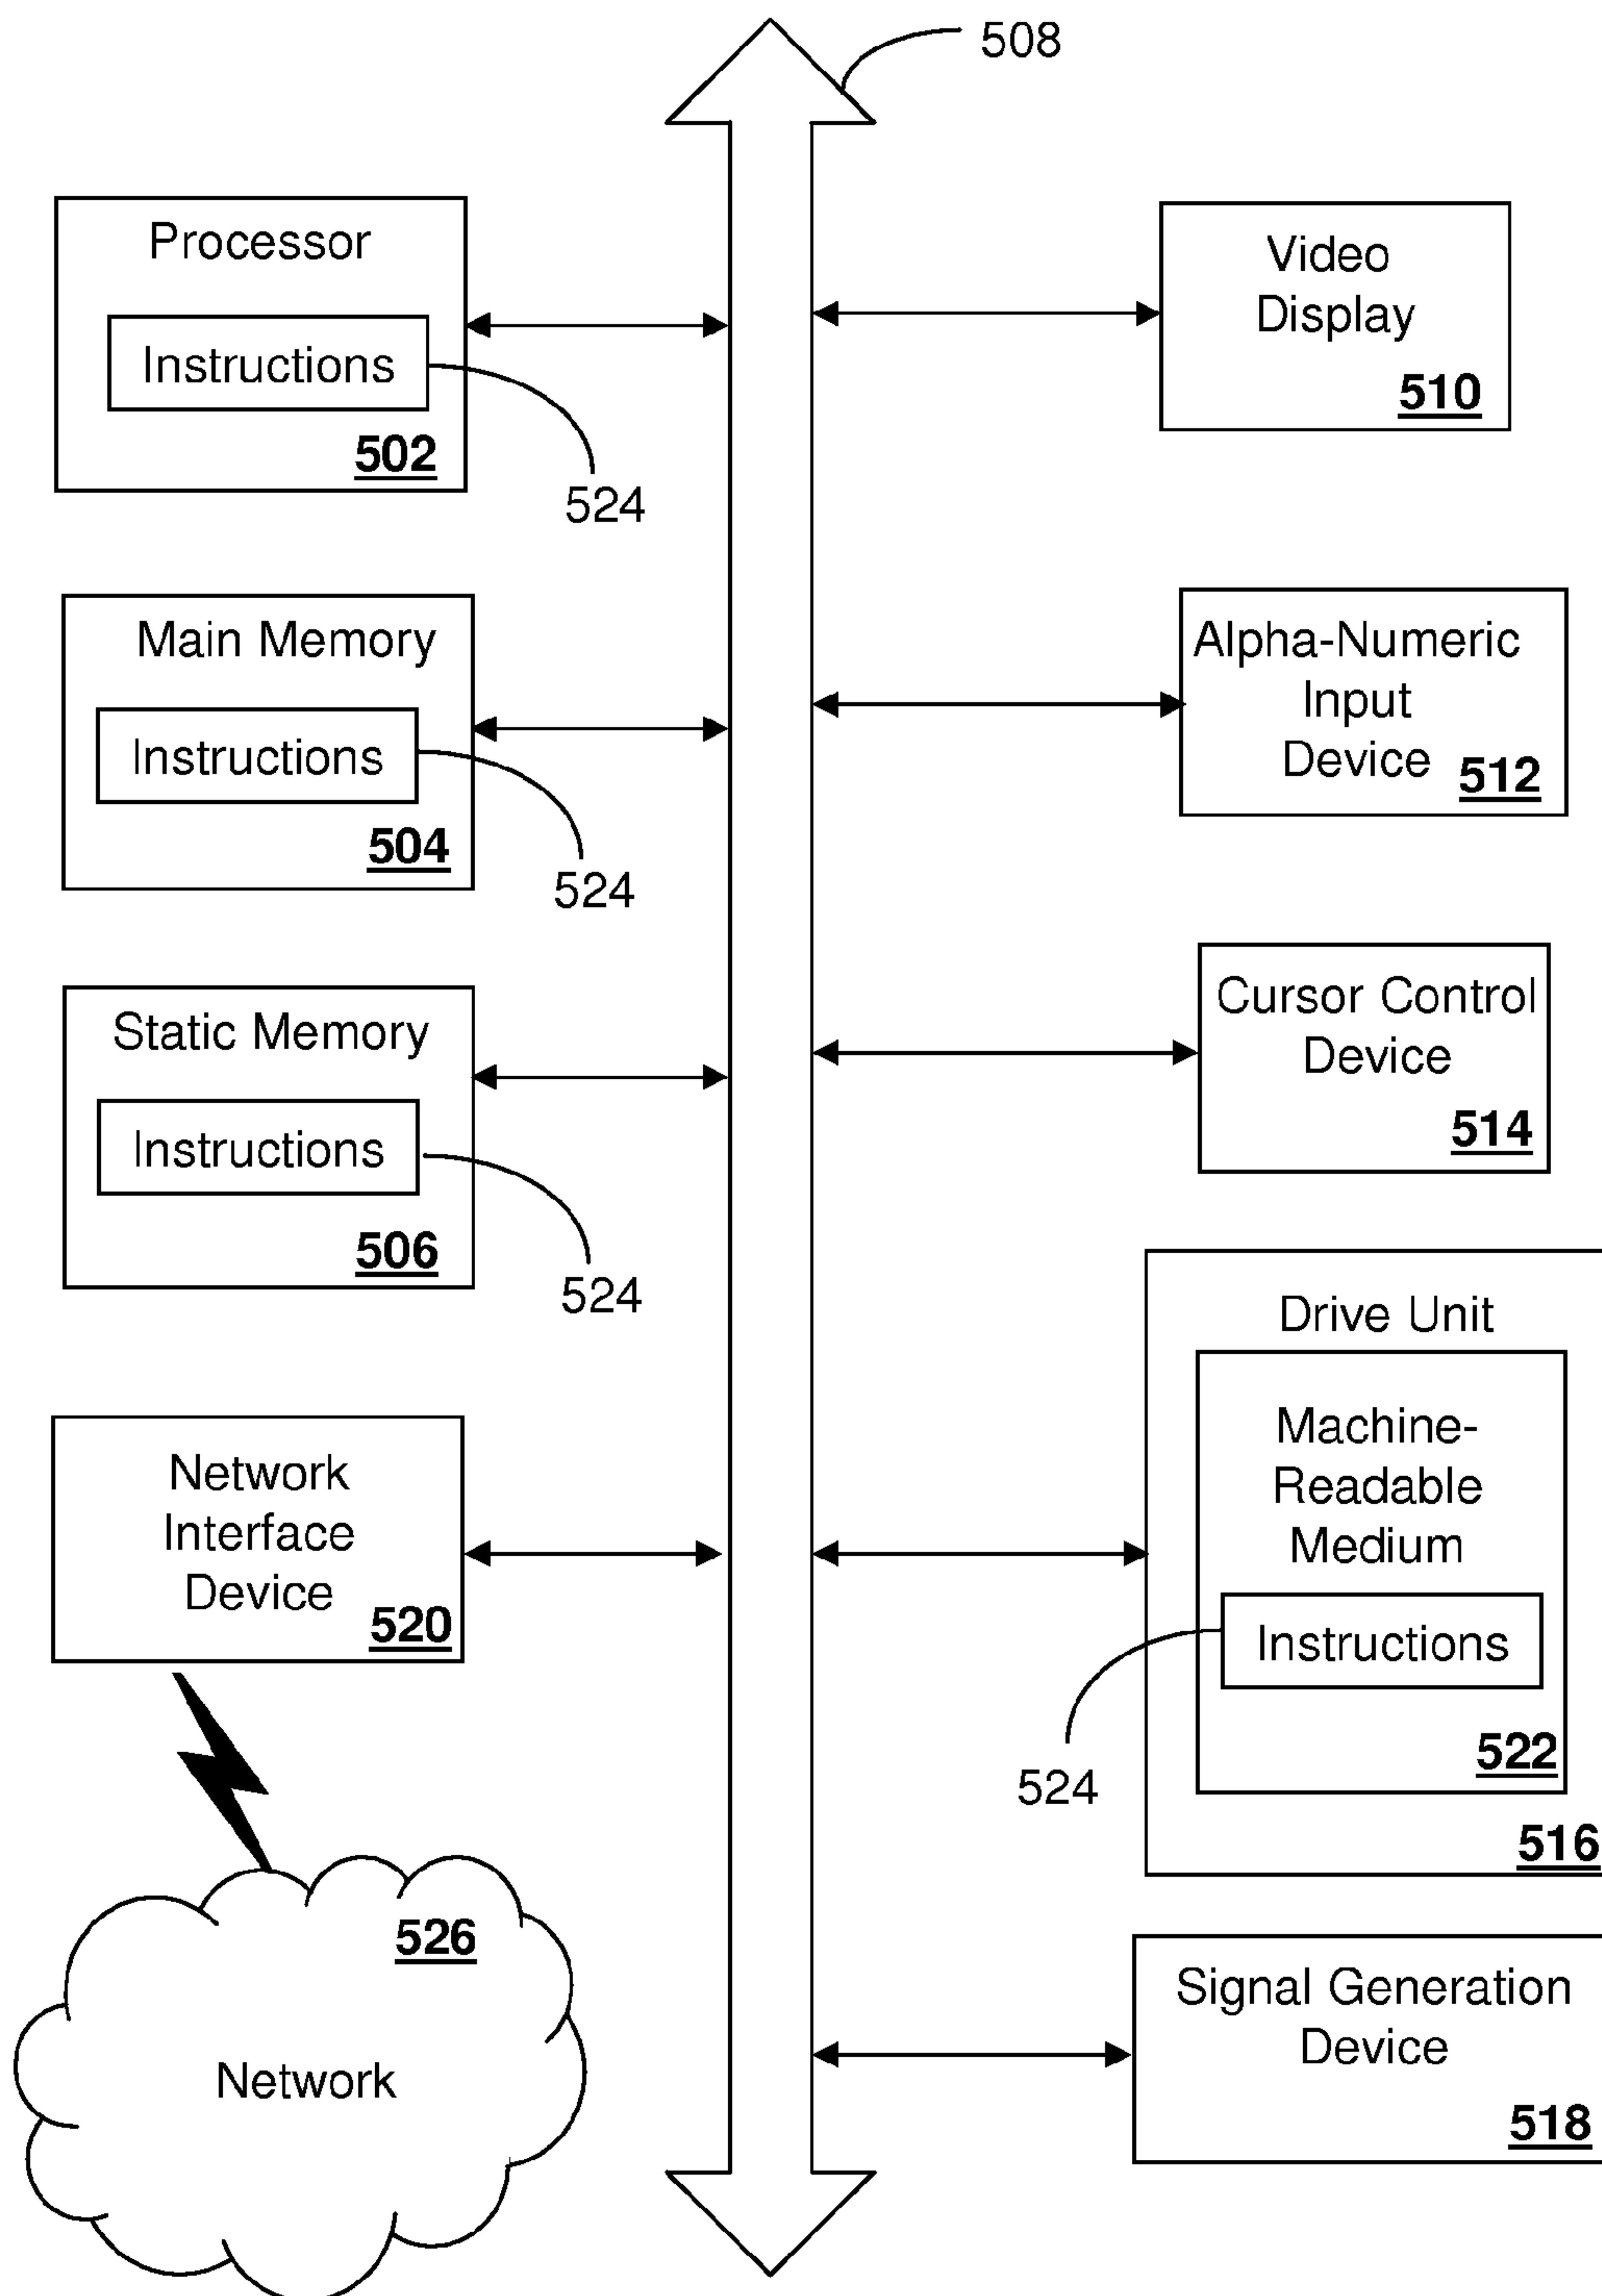 508
Processor
Instructions
502
524
Main Memory
Instructions
504
524
Static Memory
Instructions
506
524
Network
Interface
Device
520
526
Network
Video
Display
510
Alpha-Numeric
Input
Device
512
Cursor Control
Device
514
Drive Unit
Machine-
Readable
Medium
Instructions
522
524
516
Signal Generation
Device
518